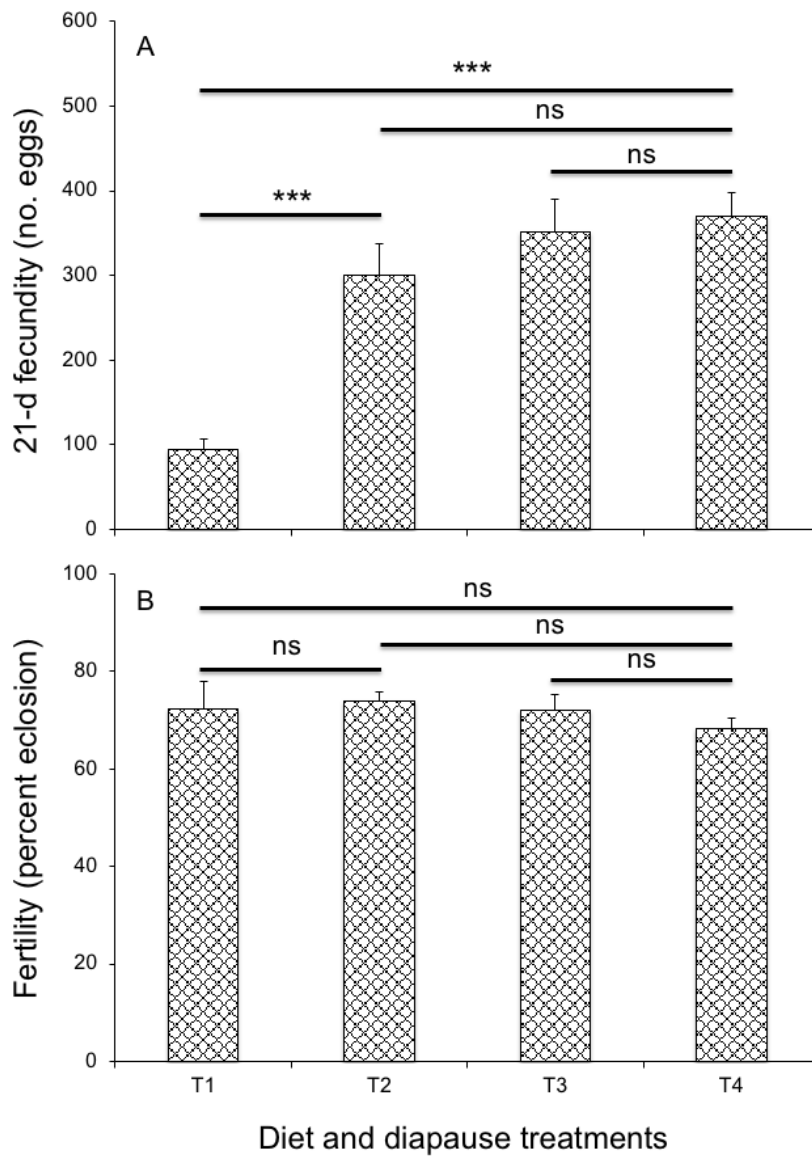 600
A
***
500
ns
ns
400
***
300
200
100
0
21-d fecundity (no. eggs)
100
B
ns
ns
80
ns
ns
60
40
20
0
Fertility (percent eclosion)
T1 T2 T3 T4
Diet and diapause treatments